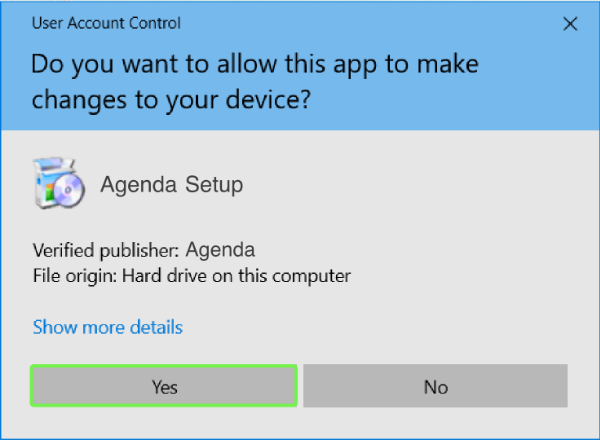 User Account Control
Do you want to allow this app to make
changes to your device?
Agenda Setup
Verified publisher: Agenda
File origin: Hard drive on this computer
Show more details
Yes
No